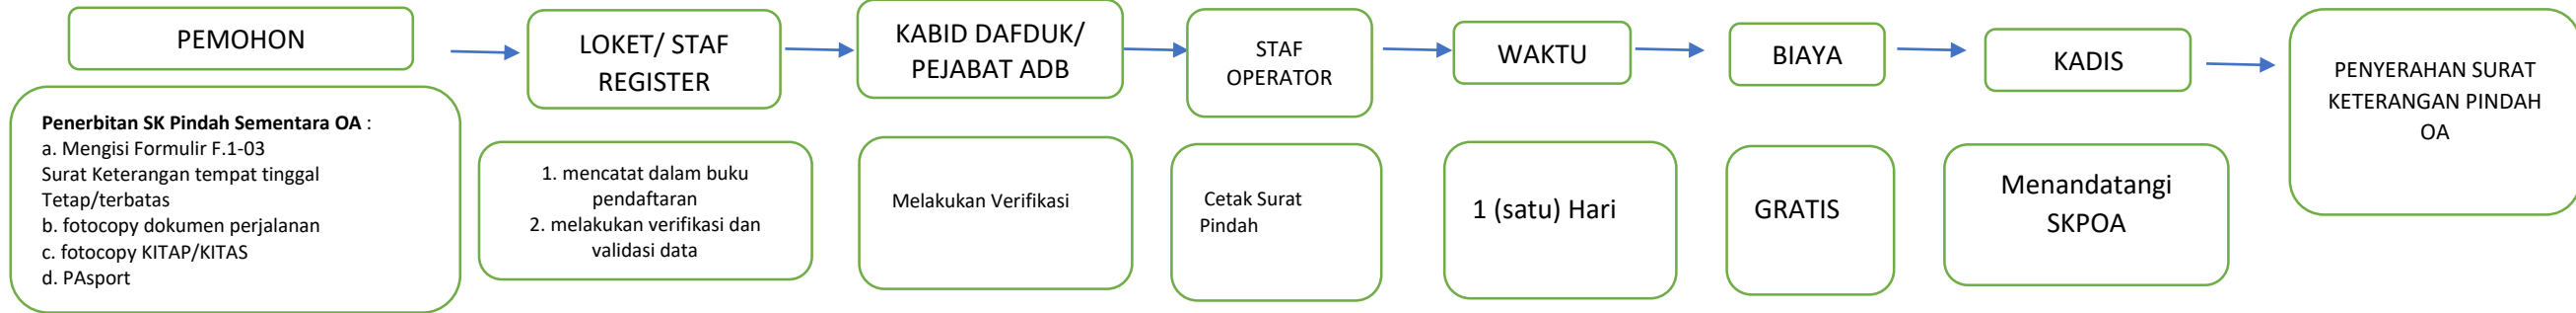 PEMOHON
Penerbitan SK Pindah Sementara OA :
a. Mengisi Formulir F.1-03
Surat Keterangan tempat tinggal
Tetap/terbatas
b. fotocopy dokumen perjalanan
c. fotocopy KITAP/KITAS
d. PAsport
LOKET/ STAF
REGISTER
1. mencatat dalam buku
pendaftaran
2. melakukan verifikasi dan
validasi data
KABID DAFDUK/
PEJABAT ADB
Melakukan Verifikasi
STAF
OPERATOR
Cetak Surat
Pindah
WAKTU
1 (satu) Hari
BIAYA
GRATIS
KADIS
Menandatangi
SKPOA
PENYERAHAN SURAT
KETERANGAN PINDAH
OA